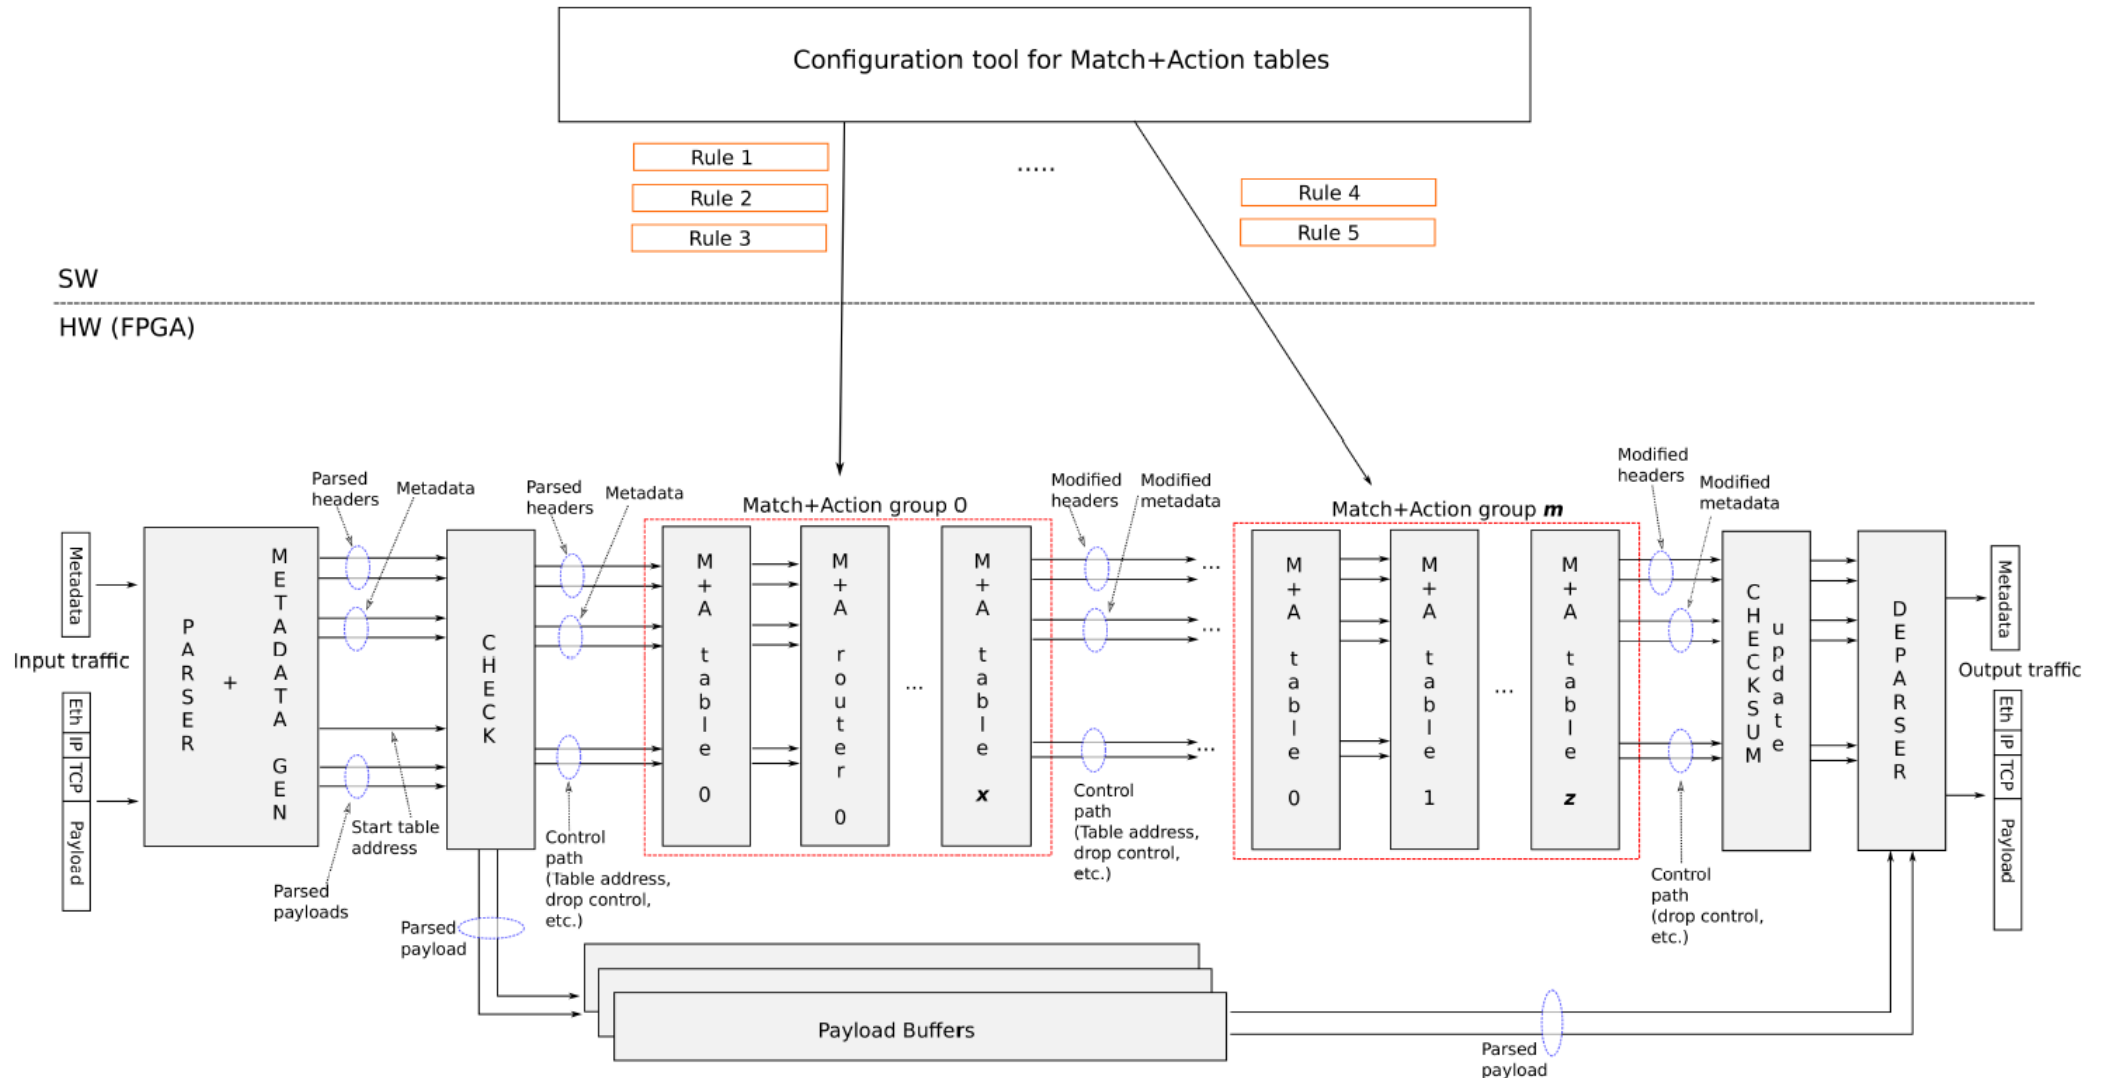 Configuration tool for Match+Action tables
Rule 1
Rule 2
Rule 3
.....
Rule 4
Rule 5
SW
HW (FPGA)
Input traffic
Metadata
Eth
IP
TCP
Payload
PARSER
+
METADATA GEN
Parsed
headers
Metadata
Start table
address
Parsed
payloads
CHECK
Parsed
payload
Parsed
headers
Metadata
Control
path
(Table address,
drop control,
etc.)
Match+Action group 0
M+A table 0
M+A router 0
...
M+A table x
Modified
headers
Modified
metadata
...
...
...
Control
path
(Table address,
drop control,
etc.)
Match+Action group m
M+A table 0
M+A table 1
...
M+A table z
Modified
headers
Modified
metadata
Control
path
(drop control,
etc.)
CHECKSUM
update
DEPARSER
Metadata
Output traffic
Eth
IP
TCP
Payload
Payload Buffers
Parsed
payload